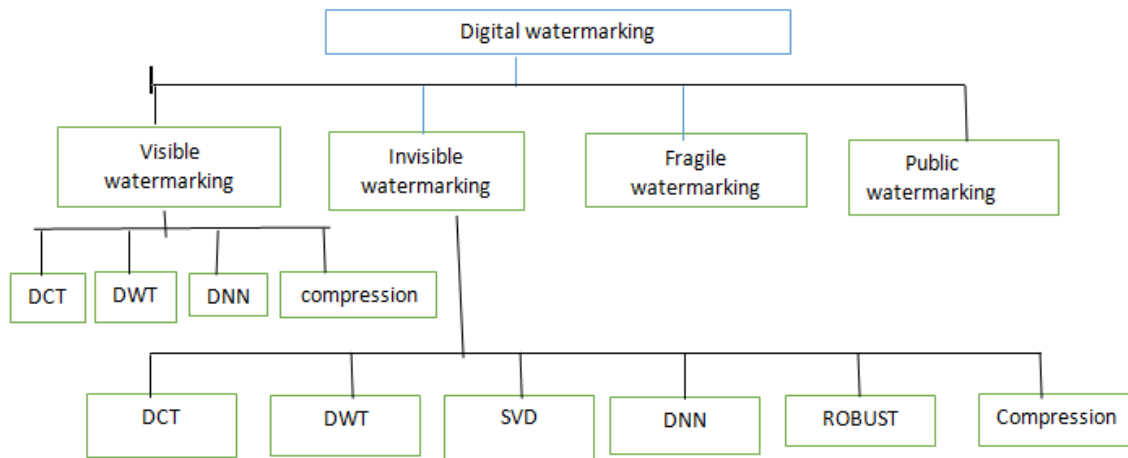 Digital watermarking
Visible
watermarking
Invisible
watermarking
Fragile
watermarking
Public
watermarking
DCT
DWT
DNN
compression
DCT
DWT
SVD
DNN
ROBUST
Compression